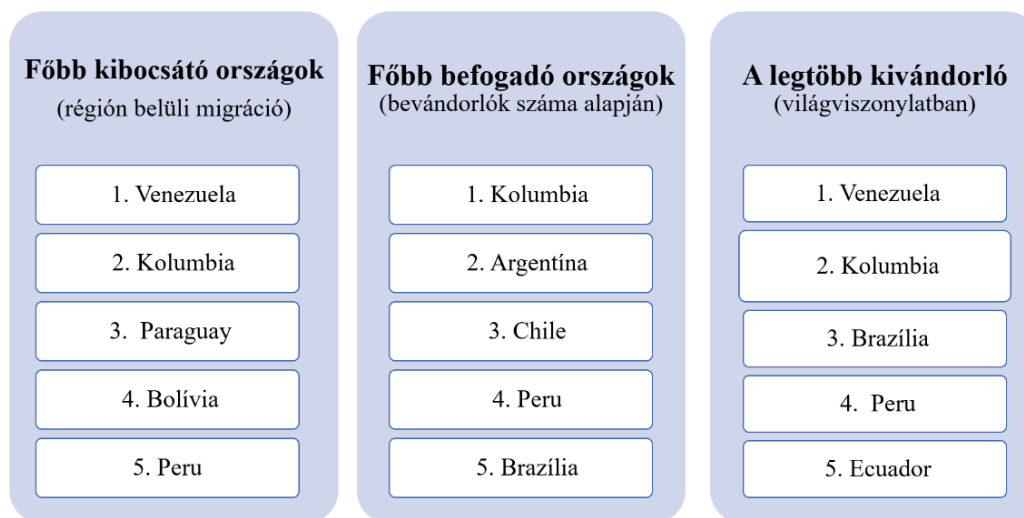 Főbb kibocsátó országok
(régión belüli migráció)
1. Venezuela
2. Kolumbia
3. Paraguay
4. Bolívia
5. Peru
Főbb befogadó országok
(bevándorlók száma alapján)
1. Kolumbia
2. Argentína
3. Chile
4. Peru
5. Brazília
A legtöbb kivándorló
(világviszonylatban)
1. Venezuela
2. Kolumbia
3. Brazília
4. Peru
5. Ecuador